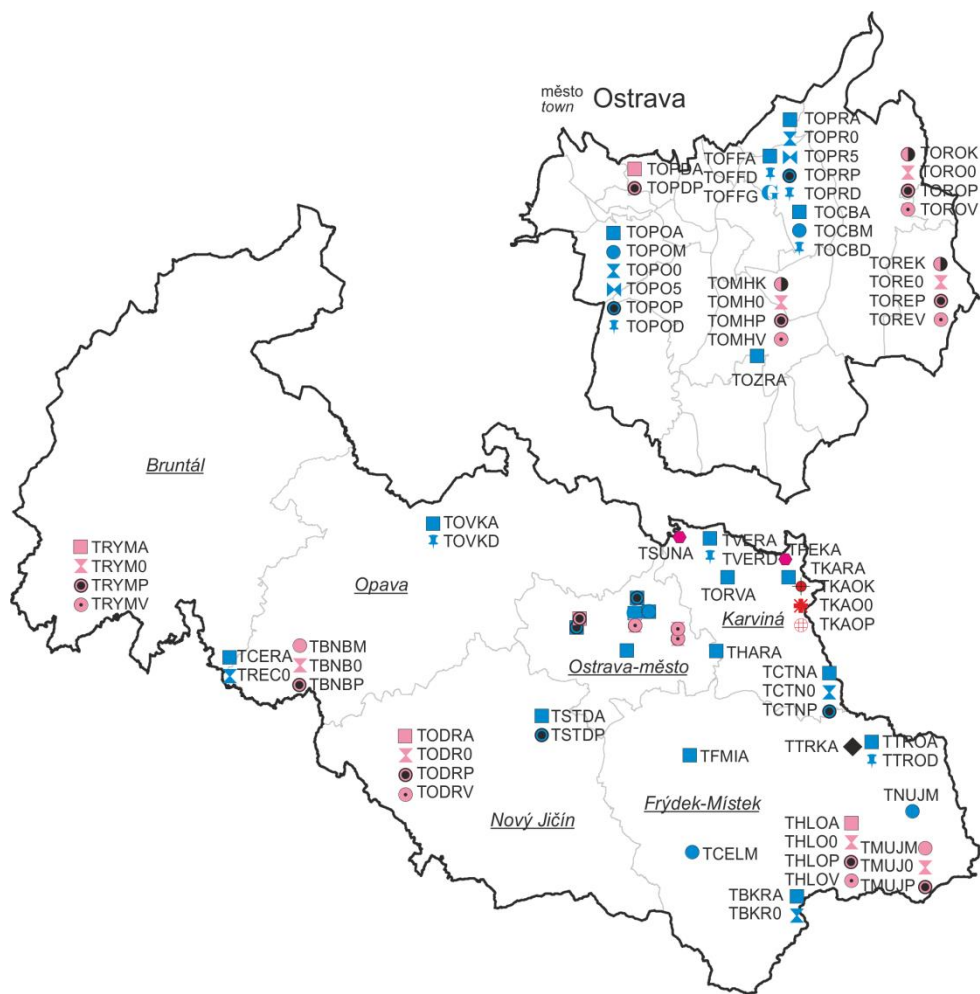 město
town
Ostrava
TOPRA
TOPR0
TOPR5
TOPRP
TOPRD
TOFFA
TOFFD
TOFFG
G
TOPDA
TOPDP
TOROK
TORO0
TOROP
TOROV
TOCBA
TOCBM
TOCBD
TOPOA
TOPOM
TOPO0
TOPO5
TOPOP
TOPOD
TOMHK
TOMH0
TOMHP
TOMHV
TOREK
TORE0
TOREP
TOREV
TOZRA
Bruntál
TOVKA
TOVKD
TRYMA
TRYM0
TRYMP
TRYMV
Opava
TSUNA
TVERA
TVERD
TPEKA
TKARA
TKAOK
TKAO0
TKAOP
TORVA
Karviná
TCERA
TREC0
TBNBM
TBNB0
TBNBP
Ostrava-město
THARA
TCTNA
TCTN0
TCTNP
TSTDA
TSTDP
TODRA
TODR0
TODRP
TODRV
TFMIA
TTRKA
TTROA
TTROD
Nový Jičín
Frýdek-Místek
TNUJM
TCELM
THLOA
THLO0
THLOP
THLOV
TMUJM
TMUJ0
TMUJP
TBKRA
TBKR0